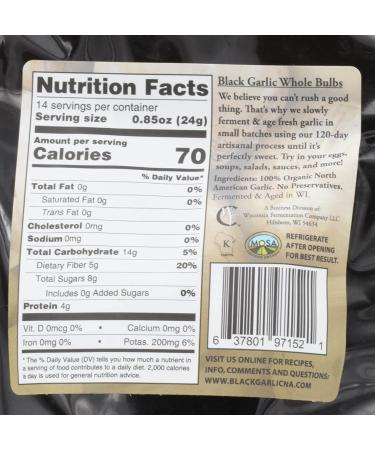 Nutrition Facts
14 servings per container
Serving size 0.85oz (24g)
Amount per serving
Calories 70
% Daily Value*
Total Fat 0g 0%
Saturated Fat 0g 0%
Trans Fat 0g
Cholesterol 0mg 0%
Sodium 0mg 0%
Total Carbohydrate 14g 5%
Dietary Fiber 5g 20%
Total Sugars 8g
Includes 0g Added Sugars 0%
Protein 4g
Vit. D 0mcg 0% • Calcium 0mg 0%
Iron 0mg 0% • Potas. 200mg 6%
* The % Daily Value (DV) tells you how much a nutrient in
a serving of food contributes to a daily diet. 2,000 calories
a day is used for general nutrition advice.
Black Garlic Whole Bulbs
We believe you can't rush a good
thing. That's why we slowly
ferment & age fresh garlic in
small batches using our 120-day
artisanal process until it's
perfectly sweet. Try in your eggs,
soups, salads, sauces, and more.
Ingredients: 100% Organic North
American Garlic. No Preservatives.
Fermented & Aged in WI.
A Business Division of
Wisconsin Fermentation Company LLC
Hillsboro, WI 54634
K
MOSA
REFRIGERATE
AFTER OPENING
FOR BEST RESULT.
6 37801 97152 1
VISIT US ONLINE FOR RECIPES,
INFO, COMMENTS AND QUESTIONS:
WWW.BLACKGARLICNA.COM